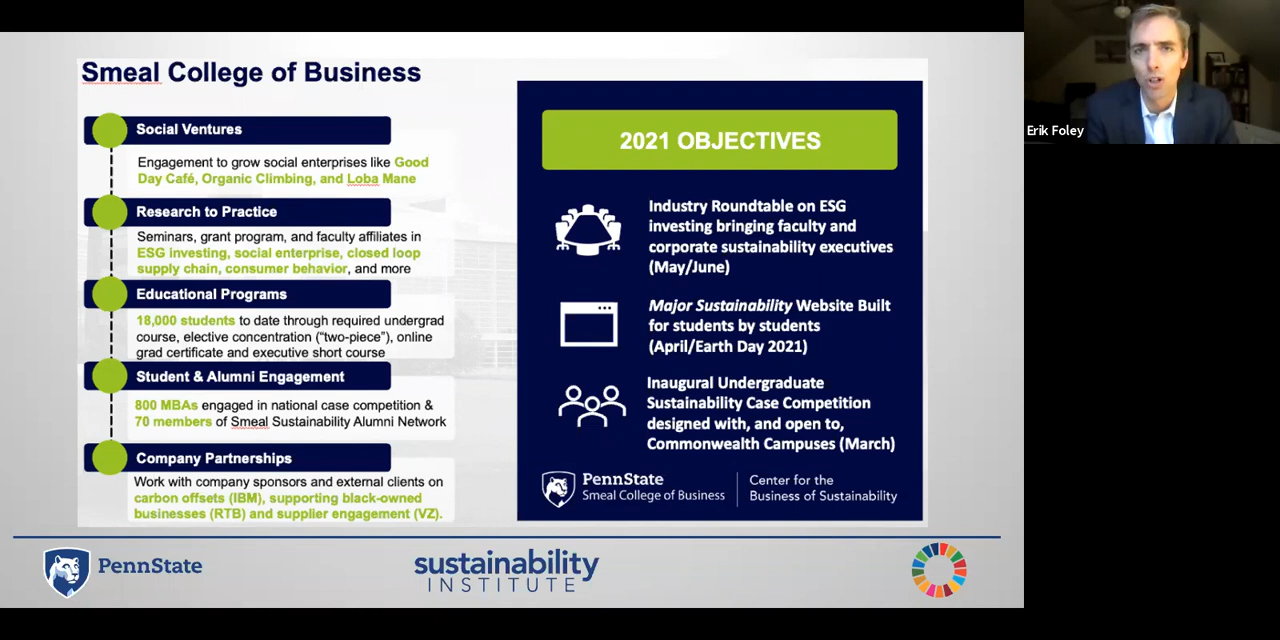 Smeal College of Business
Social Ventures
Engagement to grow social enterprises like Good
Day Café, Organic Climbing, and Loba Mane
Research to Practice
Seminars, grant program, and faculty affiliates in
ESG investing, social enterprise, closed loop
supply chain, consumer behavior, and more
Educational Programs
18,000 students to date through required undergrad
course, elective concentration (“two-piece”), online
grad certificate and executive short course
Student & Alumni Engagement
800 MBAs engaged in national case competition &
70 members of Smeal Sustainability Alumni Network
Company Partnerships
Work with company sponsors and external clients on
carbon offsets (IBM), supporting black-owned
businesses (RTB) and supplier engagement (VZ).
2021 OBJECTIVES
Industry Roundtable on ESG
investing bringing faculty and
corporate sustainability executives
(May/June)
Major Sustainability Website Built
for students by students
(April/Earth Day 2021)
Inaugural Undergraduate
Sustainability Case Competition
designed with, and open to,
Commonwealth Campuses (March)
PennState
Smeal College of Business
Center for the
Business of Sustainability
PennState
sustainability
INSTITUTE
Erik Foley